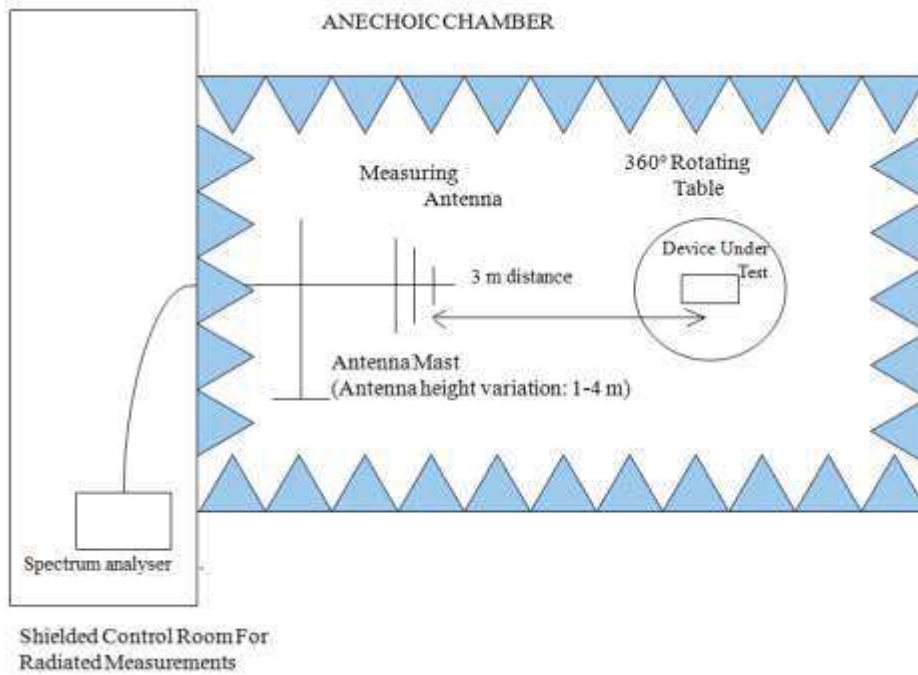 ANECHOIC CHAMBER
Measuring
Antenna
360° Rotating
Table
Device Under
Test
3 m distance
Antenna Mast
(Antenna height variation: 1-4 m)
Spectrum analyser
Shielded Control Room For
Radiated Measurements